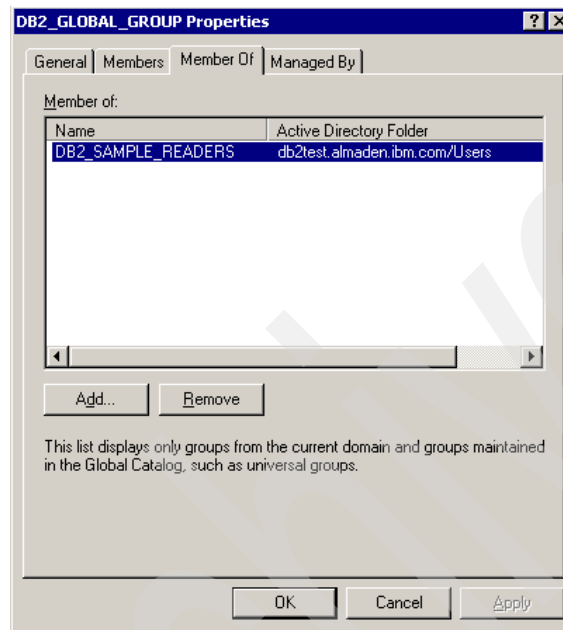 DB2_GLOBAL_GROUP Properties
General Members Member Of Managed By
Member of:
Name Active Directory Folder
DB2_SAMPLE_READERS db2test.almaden.ibm.com/Users
Add... Remove
This list displays only groups from the current domain and groups maintained
in the Global Catalog, such as universal groups.
OK Cancel Apply